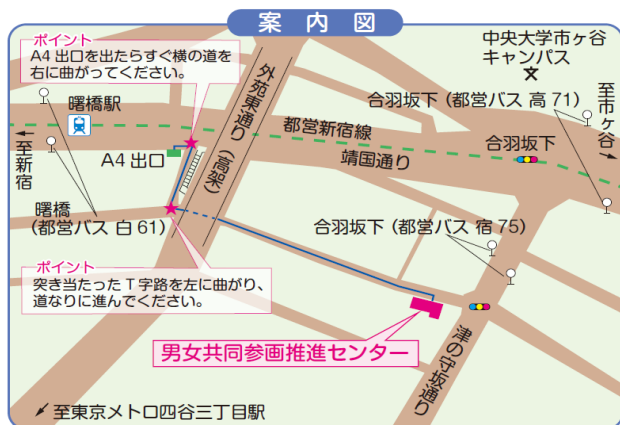 案内図
ポイント
A4 出口を出たらすぐ横の道を
右に曲がってください。
中央大学市ヶ谷
キャンパス
外苑東通り（高架）
曙橋駅
合羽坂下（都営バス 高 71）
至市ヶ谷
都営新宿線
合羽坂下
至新宿
A4 出口
靖国通り
曙橋
（都営バス 白 61）
合羽坂下（都営バス 宿 75）
ポイント
突き当たった T 字路を左に曲がり、
道なりに進んでください。
男女共同参画推進センター
津の守坂通り
至東京メトロ四谷三丁目駅